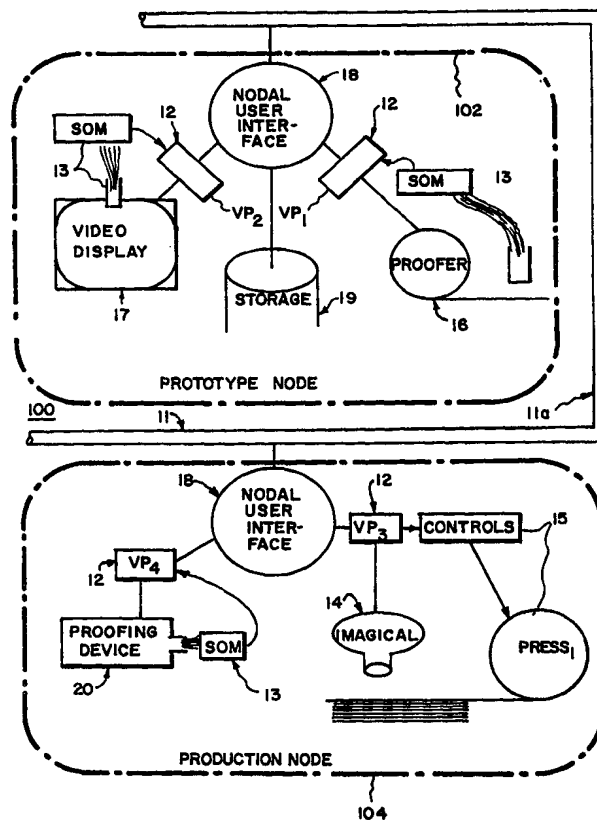 18
NODAL
USER
INTER-
FACE
102
12
12
SOM
13
VP2
VP1
SOM
13
VIDEO
DISPLAY
17
STORAGE
19
PROOFER
16
PROTOTYPE NODE
100
11
11a
18
NODAL
USER
INTER-
FACE
12
VP3
CONTROLS
15
12
VP4
14
IMAGICAL
PROOFING
DEVICE
SOM
PRESS1
20
13
PRODUCTION NODE
104